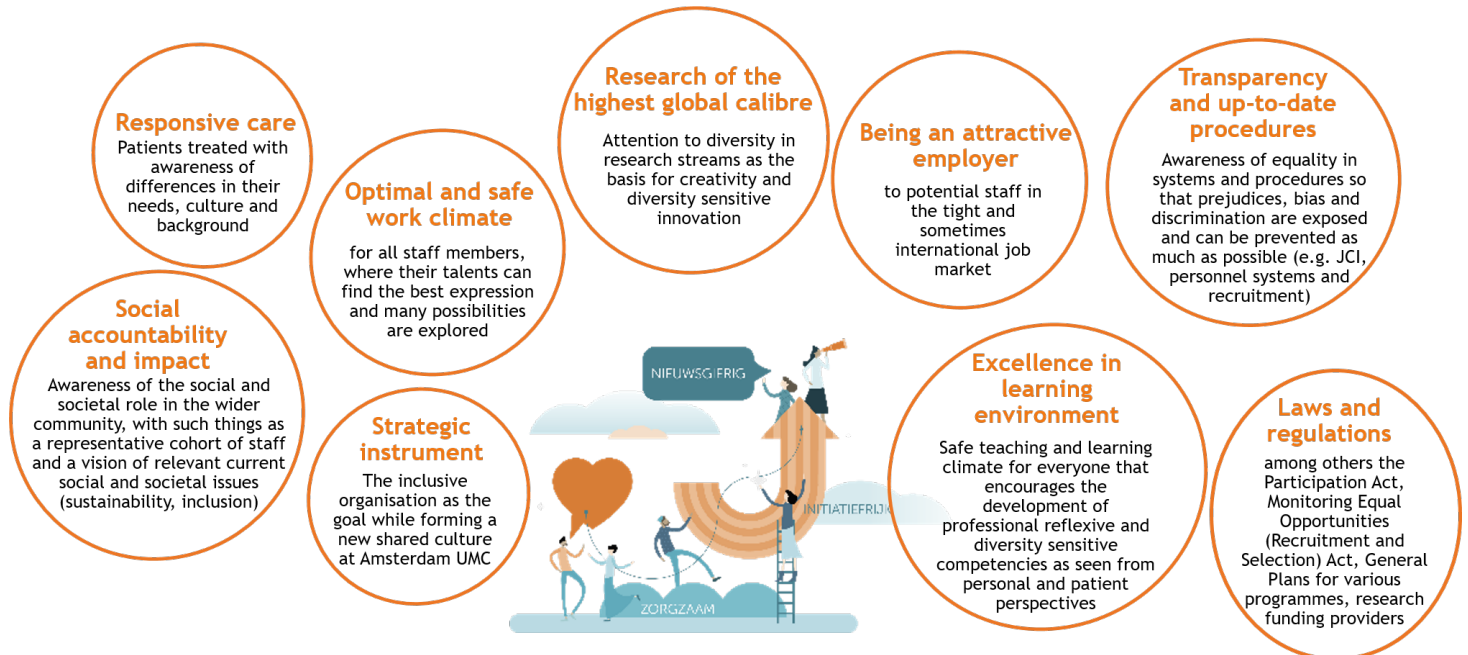 Responsive care
Patients treated with
awareness of
differences in their
needs, culture and
background
Optimal and safe
work climate
for all staff members,
where their talents can
find the best expression
and many possibilities
are explored
Research of the
highest global calibre
Attention to diversity in
research streams as the
basis for creativity and
diversity sensitive
innovation
Being an attractive
employer
to potential staff in
the tight and
sometimes
international job
market
Transparency
and up-to-date
procedures
Awareness of equality in
systems and procedures so
that prejudices, bias and
discrimination are exposed
and can be prevented as
much as possible (e.g. JCI,
personnel systems and
recruitment)
Social
accountability
and impact
Awareness of the social and
societal role in the wider
community, with such things as
a representative cohort of staff
and a vision of relevant current
social and societal issues
(sustainability, inclusion)
Strategic
instrument
The inclusive
organisation as the
goal while forming a
new shared culture
at Amsterdam UMC
NIEUWSGIERIG
INITIATIEFRIJK
ZORGZAAM
Excellence in
learning
environment
Safe teaching and learning
climate for everyone that
encourages the
development of
professional reflexive and
diversity sensitive
competencies as seen from
personal and patient
perspectives
Laws and
regulations
among others the
Participation Act,
Monitoring Equal
Opportunities
(Recruitment and
Selection) Act, General
Plans for various
programmes, research
funding providers